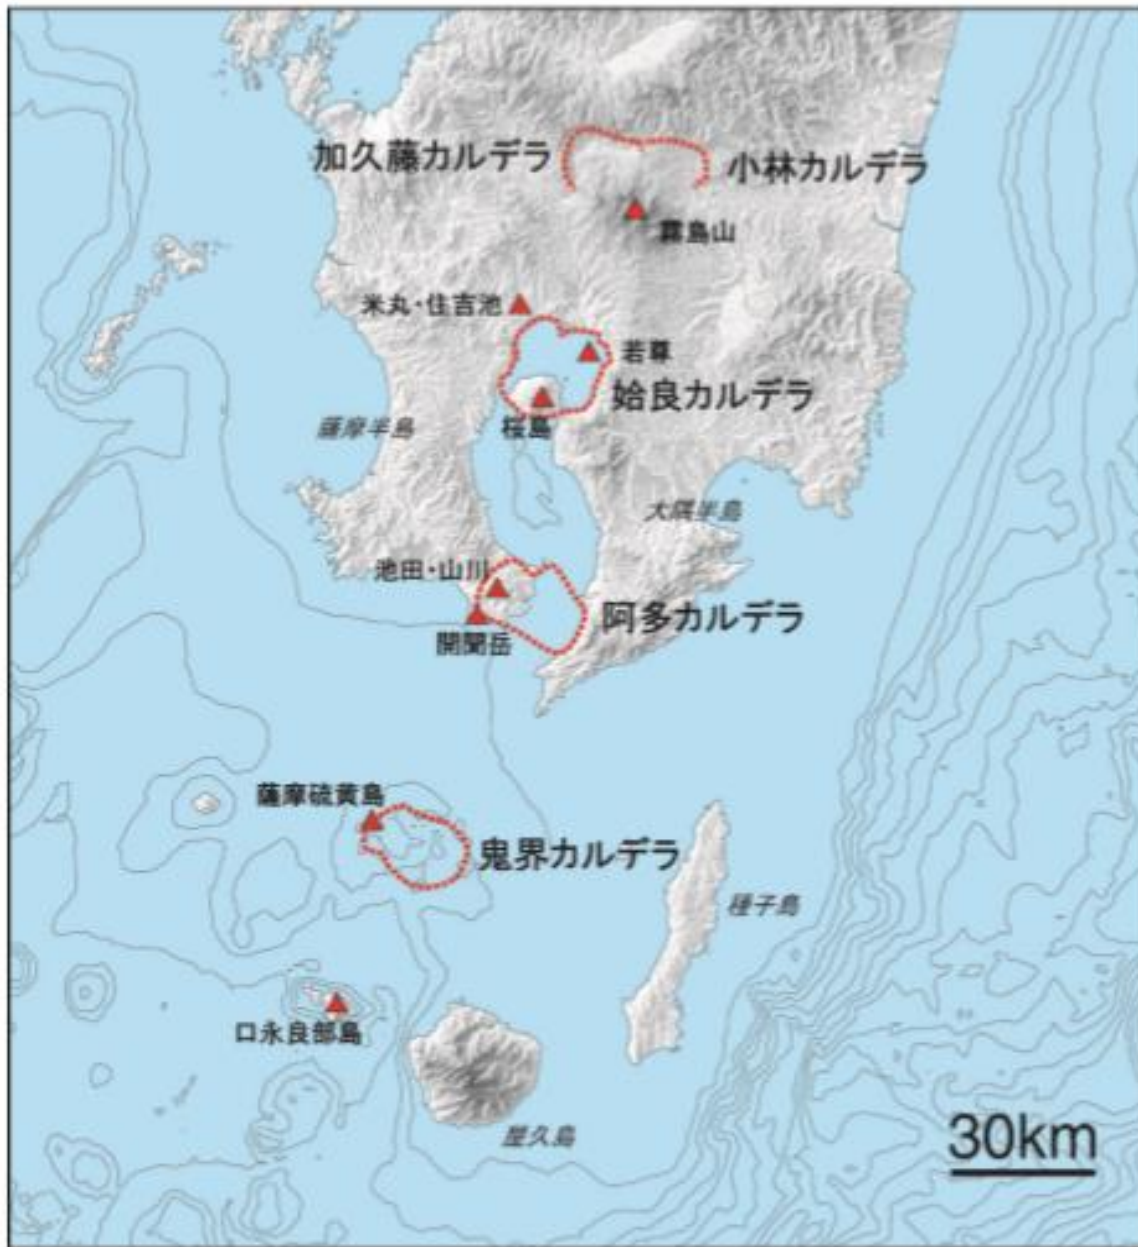 加久藤カルデラ
小林カルデラ
霧島山
米丸・住吉池
若尊
姶良カルデラ
桜島
薩摩半島
大隅半島
池田・山川
阿多カルデラ
開聞岳
薩摩硫黄島
鬼界カルデラ
種子島
口永良部島
屋久島
30km